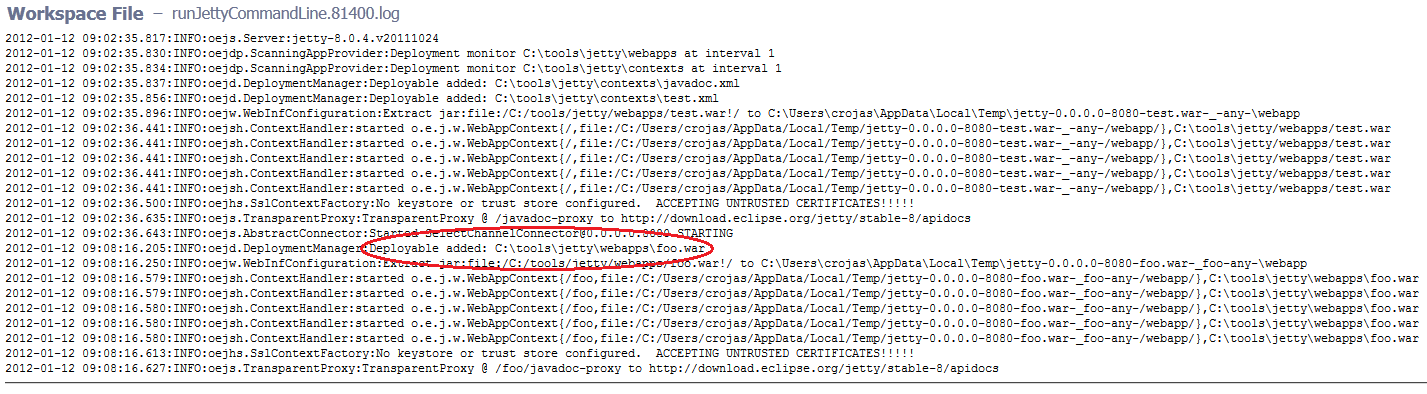 Workspace File – runJettyCommandLine.81400.log
2012-01-12 09:02:35.817:INFO:oejs.Server:jetty-8.0.4.v20111024
2012-01-12 09:02:35.830:INFO:oejdp.ScanningAppProvider:Deployment monitor C:\tools\jetty\webapps at interval 1
2012-01-12 09:02:35.834:INFO:oejdp.ScanningAppProvider:Deployment monitor C:\tools\jetty\contexts at interval 1
2012-01-12 09:02:35.837:INFO:oejd.DeploymentManager:Deployable added: C:\tools\jetty\contexts\javadoc.xml
2012-01-12 09:02:35.856:INFO:oejd.DeploymentManager:Deployable added: C:\tools\jetty\contexts\test.xml
2012-01-12 09:02:35.896:INFO:oejw.WebInfConfiguration:Extract jar:file:/C:/tools/jetty/webapps/test.war!/ to C:\Users\crojas\AppData\Local\Temp\jetty-0.0.0.0-8080-test.war-_-any-\webapp
2012-01-12 09:02:36.441:INFO:oejsh.ContextHandler:started o.e.j.w.WebAppContext{/,file:/C:/Users/crojas/AppData/Local/Temp/jetty-0.0.0.0-8080-test.war-_-any-/webapp/},C:\tools\jetty/webapps/test.war
2012-01-12 09:02:36.441:INFO:oejsh.ContextHandler:started o.e.j.w.WebAppContext{/,file:/C:/Users/crojas/AppData/Local/Temp/jetty-0.0.0.0-8080-test.war-_-any-/webapp/},C:\tools\jetty/webapps/test.war
2012-01-12 09:02:36.441:INFO:oejsh.ContextHandler:started o.e.j.w.WebAppContext{/,file:/C:/Users/crojas/AppData/Local/Temp/jetty-0.0.0.0-8080-test.war-_-any-/webapp/},C:\tools\jetty/webapps/test.war
2012-01-12 09:02:36.441:INFO:oejsh.ContextHandler:started o.e.j.w.WebAppContext{/,file:/C:/Users/crojas/AppData/Local/Temp/jetty-0.0.0.0-8080-test.war-_-any-/webapp/},C:\tools\jetty/webapps/test.war
2012-01-12 09:02:36.441:INFO:oejsh.ContextHandler:started o.e.j.w.WebAppContext{/,file:/C:/Users/crojas/AppData/Local/Temp/jetty-0.0.0.0-8080-test.war-_-any-/webapp/},C:\tools\jetty/webapps/test.war
2012-01-12 09:02:36.500:INFO:oejhs.SslContextFactory:No keystore or trust store configured.  ACCEPTING UNTRUSTED CERTIFICATES!!!!!
2012-01-12 09:02:36.635:INFO:oejs.TransparentProxy:TransparentProxy @ /javadoc-proxy to http://download.eclipse.org/jetty/stable-8/apidocs
2012-01-12 09:02:36.643:INFO:oejs.AbstractConnector:Started SelectChannelConnector@0.0.0.0:8080 STARTING
2012-01-12 09:08:16.205:INFO:oejd.DeploymentManager:Deployable added: C:\tools\jetty\webapps\foo.war
2012-01-12 09:08:16.250:INFO:oejw.WebInfConfiguration:Extract jar:file:/C:/tools/jetty/webapps/foo.war!/ to C:\Users\crojas\AppData\Local\Temp\jetty-0.0.0.0-8080-foo.war-_foo-any-\webapp
2012-01-12 09:08:16.579:INFO:oejsh.ContextHandler:started o.e.j.w.WebAppContext{/foo,file:/C:/Users/crojas/AppData/Local/Temp/jetty-0.0.0.0-8080-foo.war-_foo-any-/webapp/},C:\tools\jetty\webapps\foo.war
2012-01-12 09:08:16.579:INFO:oejsh.ContextHandler:started o.e.j.w.WebAppContext{/foo,file:/C:/Users/crojas/AppData/Local/Temp/jetty-0.0.0.0-8080-foo.war-_foo-any-/webapp/},C:\tools\jetty\webapps\foo.war
2012-01-12 09:08:16.580:INFO:oejsh.ContextHandler:started o.e.j.w.WebAppContext{/foo,file:/C:/Users/crojas/AppData/Local/Temp/jetty-0.0.0.0-8080-foo.war-_foo-any-/webapp/},C:\tools\jetty\webapps\foo.war
2012-01-12 09:08:16.580:INFO:oejsh.ContextHandler:started o.e.j.w.WebAppContext{/foo,file:/C:/Users/crojas/AppData/Local/Temp/jetty-0.0.0.0-8080-foo.war-_foo-any-/webapp/},C:\tools\jetty\webapps\foo.war
2012-01-12 09:08:16.580:INFO:oejsh.ContextHandler:started o.e.j.w.WebAppContext{/foo,file:/C:/Users/crojas/AppData/Local/Temp/jetty-0.0.0.0-8080-foo.war-_foo-any-/webapp/},C:\tools\jetty\webapps\foo.war
2012-01-12 09:08:16.613:INFO:oejhs.SslContextFactory:No keystore or trust store configured.  ACCEPTING UNTRUSTED CERTIFICATES!!!!!
2012-01-12 09:08:16.627:INFO:oejs.TransparentProxy:TransparentProxy @ /foo/javadoc-proxy to http://download.eclipse.org/jetty/stable-8/apidocs